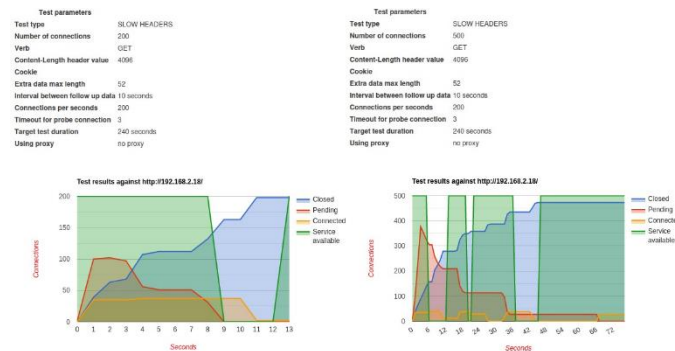 Test parameters
Test type SLOW HEADERS
Number of connections 200
Verb GET
Content-Length header value 4096
Cookie
Extra data max length 52
Interval between follow up data 10 seconds
Connections per seconds 200
Timeout for probe connection 3
Target test duration 240 seconds
Using proxy no proxy
Test results against http://192.168.2.18/
200
150
100
50
0
Connections
0 1 2 3 4 5 6 7 8 9 10 11 12 13
Seconds
Closed
Pending
Connected
Service
available
Test parameters
Test type SLOW HEADERS
Number of connections 500
Verb GET
Content-Length header value 4096
Cookie
Extra data max length 52
Interval between follow up data 10 seconds
Connections per seconds 200
Timeout for probe connection 3
Target test duration 240 seconds
Using proxy no proxy
Test results against http://192.168.2.18/
500
400
300
200
100
0
Connections
0 6 12 18 24 30 36 42 48 54 60 66 72
Seconds
Closed
Pending
Connecte
Service
available